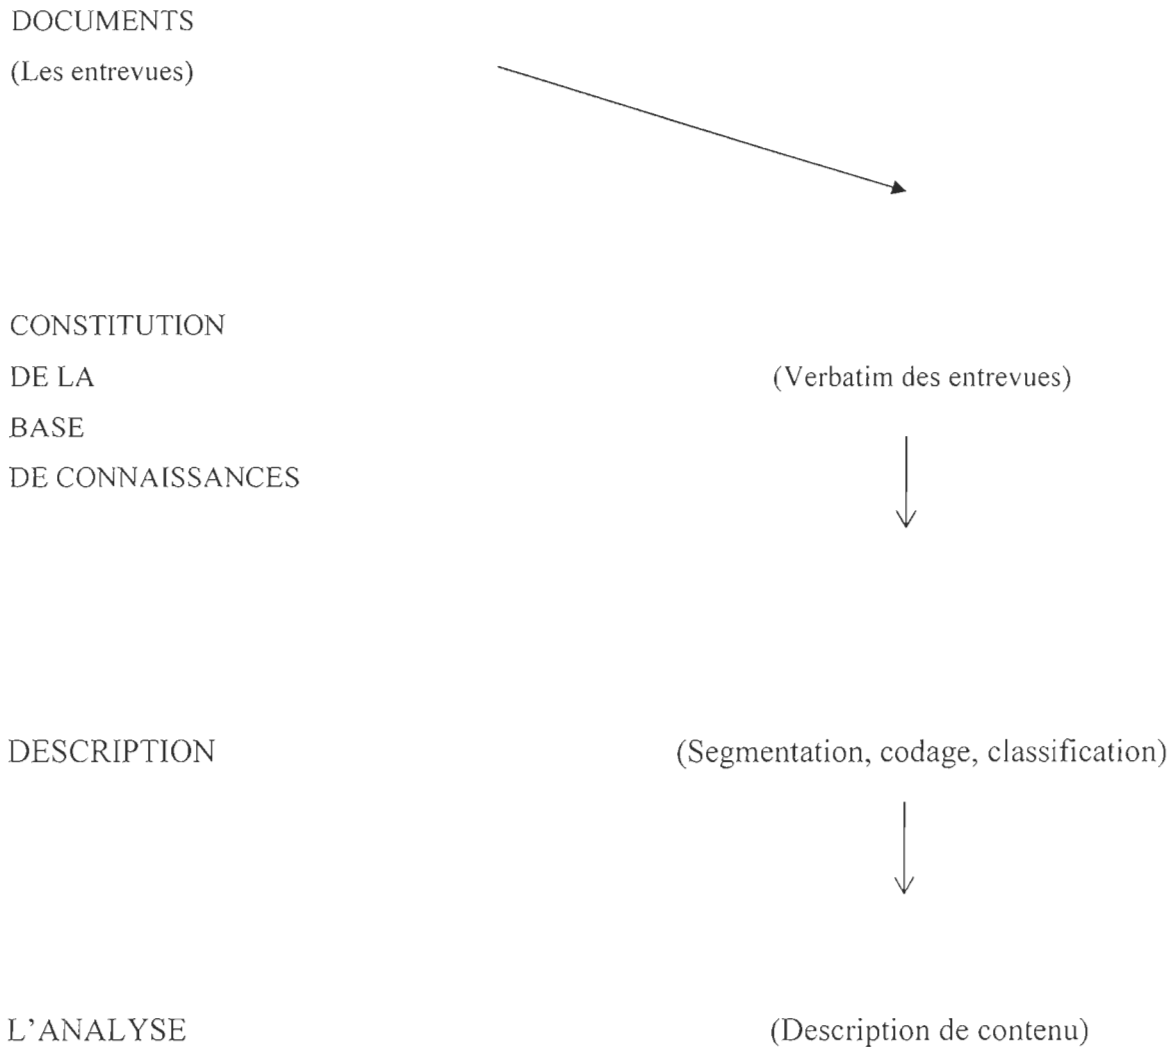 DOCUMENTS
(Les entrevues)
CONSTITUTION
DE LA
(Verbatim des entrevues)
BASE
DE CONNAISSANCES
DESCRIPTION
(Segmentation, codage, classification)
L'ANALYSE
(Description de contenu)